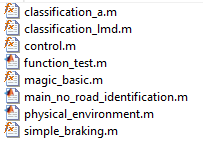 classification_a.m
classification_lmd.m
control.m
function_test.m
magic_basic.m
main_no_road_identification.m
physical_environment.m
simple_braking.m